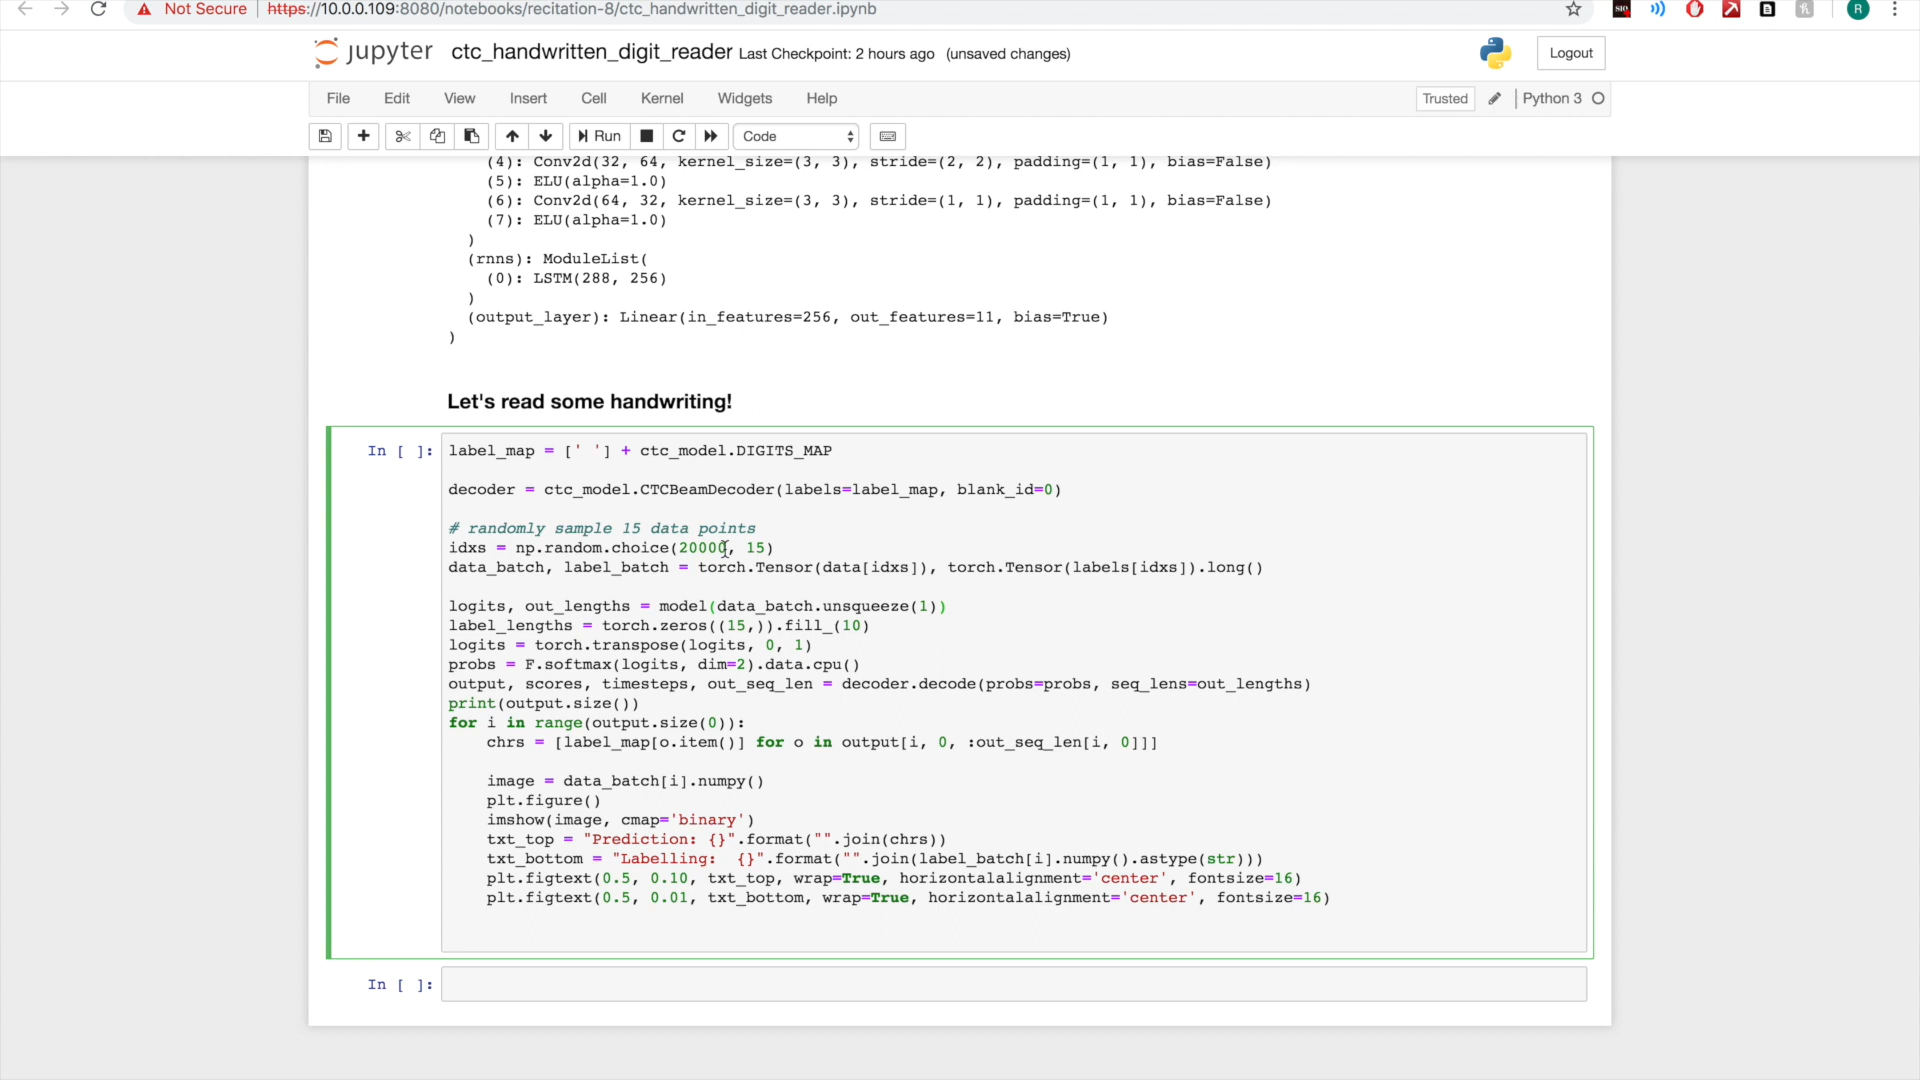 Not Secure https://10.0.0.109:8080/notebooks/recitation-8/ctc_handwritten_digit_reader.ipynb
jupyter ctc_handwritten_digit_reader Last Checkpoint: 2 hours ago (unsaved changes) Logout
File Edit View Insert Cell Kernel Widgets Help Trusted Python 3
Run Code
(4): Conv2d(32, 64, kernel_size=(3, 3), stride=(2, 2), padding=(1, 1), bias=False)
(5): ELU(alpha=1.0)
(6): Conv2d(64, 32, kernel_size=(3, 3), stride=(1, 1), padding=(1, 1), bias=False)
(7): ELU(alpha=1.0)
)
(rnns): ModuleList(
(0): LSTM(288, 256)
)
(output_layer): Linear(in_features=256, out_features=11, bias=True)
)
Let's read some handwriting!
In [ ]: label_map = [' '] + ctc_model.DIGITS_MAP
decoder = ctc_model.CTCBeamDecoder(labels=label_map, blank_id=0)
# randomly sample 15 data points
idxs = np.random.choice(20000, 15)
data_batch, label_batch = torch.Tensor(data[idxs]), torch.Tensor(labels[idxs]).long()
logits, out_lengths = model(data_batch.unsqueeze(1))
label_lengths = torch.zeros((15,)).fill_(10)
logits = torch.transpose(logits, 0, 1)
probs = F.softmax(logits, dim=2).data.cpu()
output, scores, timesteps, out_seq_len = decoder.decode(probs=probs, seq_lens=out_lengths)
print(output.size())
for i in range(output.size(0)):
chrs = [label_map[o.item()] for o in output[i, 0, :out_seq_len[i, 0]]]
image = data_batch[i].numpy()
plt.figure()
imshow(image, cmap='binary')
txt_top = "Prediction: {}".format("".join(chrs))
txt_bottom = "Labelling:  {}".format("".join(label_batch[i].numpy().astype(str)))
plt.figtext(0.5, 0.10, txt_top, wrap=True, horizontalalignment='center', fontsize=16)
plt.figtext(0.5, 0.01, txt_bottom, wrap=True, horizontalalignment='center', fontsize=16)
In [ ]: